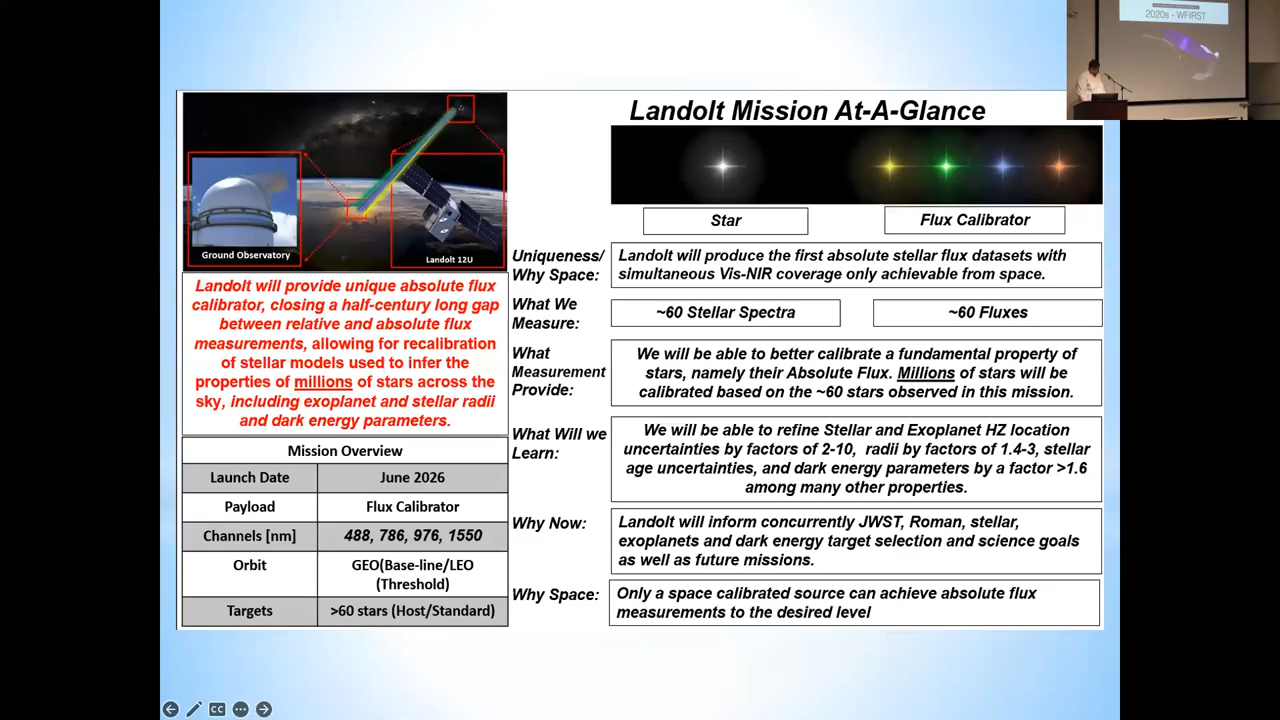 2020s - WFIRST
Landolt Mission At-A-Glance
Ground Observatory
Landolt 12U
Star
Flux Calibrator
Landolt will provide unique absolute flux
calibrator, closing a half-century long gap
between relative and absolute flux
measurements, allowing for recalibration
of stellar models used to infer the
properties of millions of stars across the
sky, including exoplanet and stellar radii
and dark energy parameters.
Mission Overview
Launch Date
June 2026
Payload
Flux Calibrator
Channels [nm]
488, 786, 976, 1550
Orbit
GEO(Base-line/LEO
(Threshold)
Targets
>60 stars (Host/Standard)
Uniqueness/
Why Space:
Landolt will produce the first absolute stellar flux datasets with
simultaneous Vis-NIR coverage only achievable from space.
What We
Measure:
~60 Stellar Spectra
~60 Fluxes
What
Measurement
Provide:
We will be able to better calibrate a fundamental property of
stars, namely their Absolute Flux. Millions of stars will be
calibrated based on the ~60 stars observed in this mission.
What Will we
Learn:
We will be able to refine Stellar and Exoplanet HZ location
uncertainties by factors of 2-10, radii by factors of 1.4-3, stellar
age uncertainties, and dark energy parameters by a factor >1.6
among many other properties.
Why Now:
Landolt will inform concurrently JWST, Roman, stellar,
exoplanets and dark energy target selection and science goals
as well as future missions.
Why Space:
Only a space calibrated source can achieve absolute flux
measurements to the desired level
CC